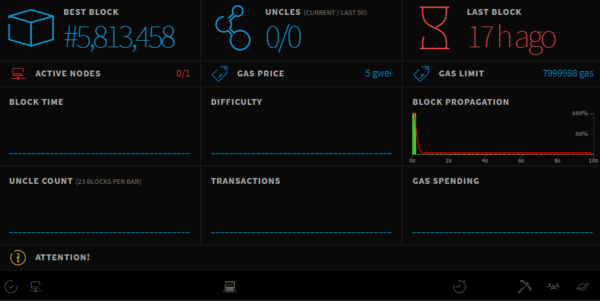 BEST BLOCK
#5,813,458
UNCLES (CURRENT / LAST 50)
0/0
LAST BLOCK
17 h ago
ACTIVE NODES 0/1
GAS PRICE 5 gwei
GAS LIMIT 7999988 gas
BLOCK TIME
DIFFICULTY
BLOCK PROPAGATION
100%
50%
0s 2s 4s 6s 8s 10s
UNCLE COUNT (25 BLOCKS PER BAR)
TRANSACTIONS
GAS SPENDING
ATTENTION!